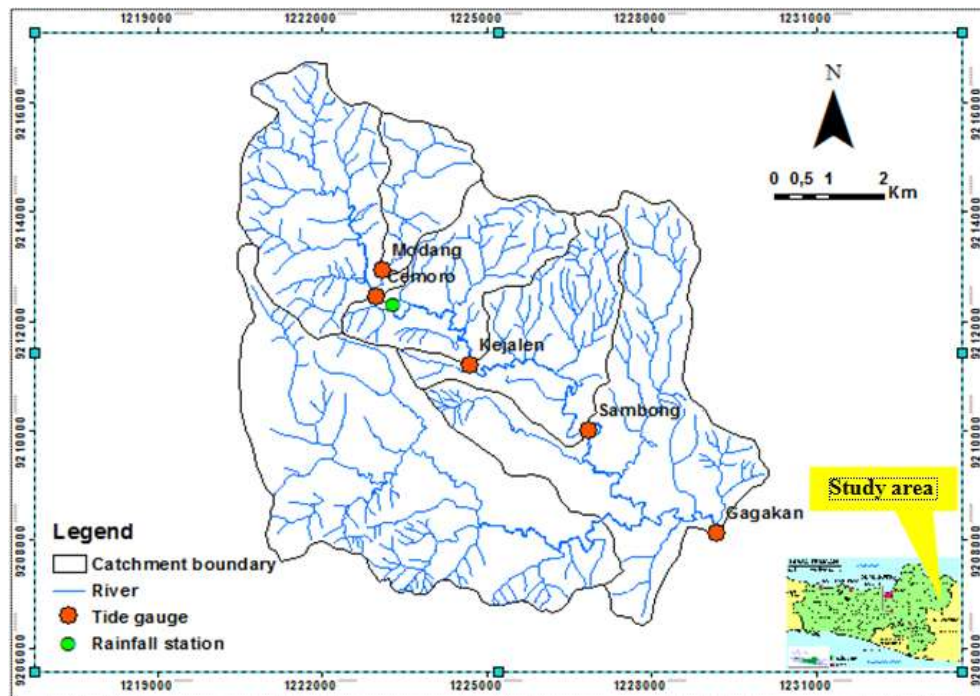 1219000 1222000 1225000 1228000 1231000
9216000
9216000
N
0 0,5 1 2
Km
9214000
9214000
Modang
Cemoro
9212000
9212000
Kejalen
Sambong
9210000
9210000
Study area
Gagakan
Legend
Catchment boundary
River
Tide gauge
Rainfall station
9208000
9208000
9206000
1219000 1222000 1225000 1228000 1231000